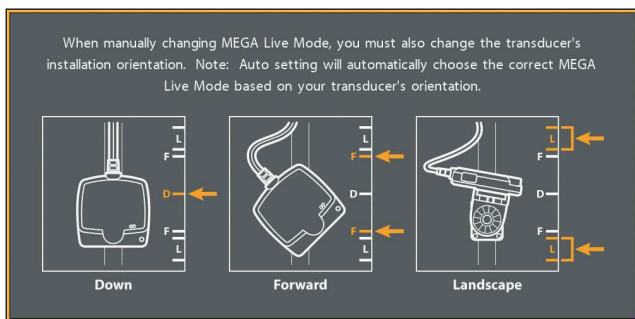 When manually changing MEGA Live Mode, you must also change the transducer's
installation orientation. Note: Auto setting will automatically choose the correct MEGA
Live Mode based on your transducer's orientation.
L
F
D
F
L
Down
L
F
D
F
L
Forward
L
F
D
F
L
Landscape